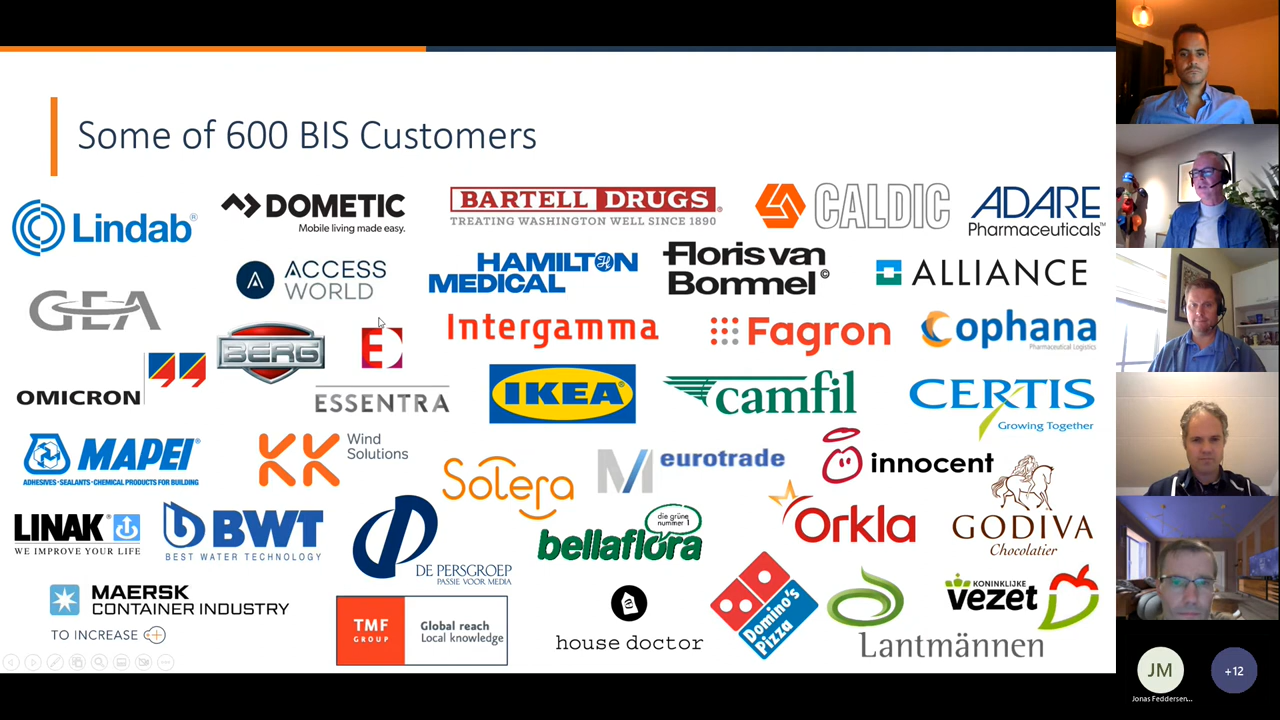 Some of 600 BIS Customers
Lindab®
DOMETIC
Mobile living made easy.
BARTELL DRUGS®
TREATING WASHINGTON WELL SINCE 1890
CALDIC
ADARE
Pharmaceuticals™
GEA
ACCESS
WORLD
HAMILTON
MEDICAL
Floris van
Bommel©
ALLIANCE
BERG
E
Intergamma
Fagron
Cophana
Pharmaceutical Logistics
OMICRON
ESSENTRA
IKEA®
camfil
CERTIS
Growing Together
MAPEI®
ADHESIVES•SEALANTS•CHEMICAL PRODUCTS FOR BUILDING
KK
Wind
Solutions
Solera
M
eurotrade
innocent
LINAK®
WE IMPROVE YOUR LIFE
BWT
BEST WATER TECHNOLOGY
DE PERSGROEP
PASSIE VOOR MEDIA
die grüne
nummer 1
bellaflora
Orkla
GODIVA
Chocolatier
MAERSK
CONTAINER INDUSTRY
TO INCREASE
TMF
GROUP
Global reach
Local knowledge
a
house doctor
Domino's
Pizza
Lantmännen
KONINKLIJKE
vezet
JM
Jonas Feddersen...
+12